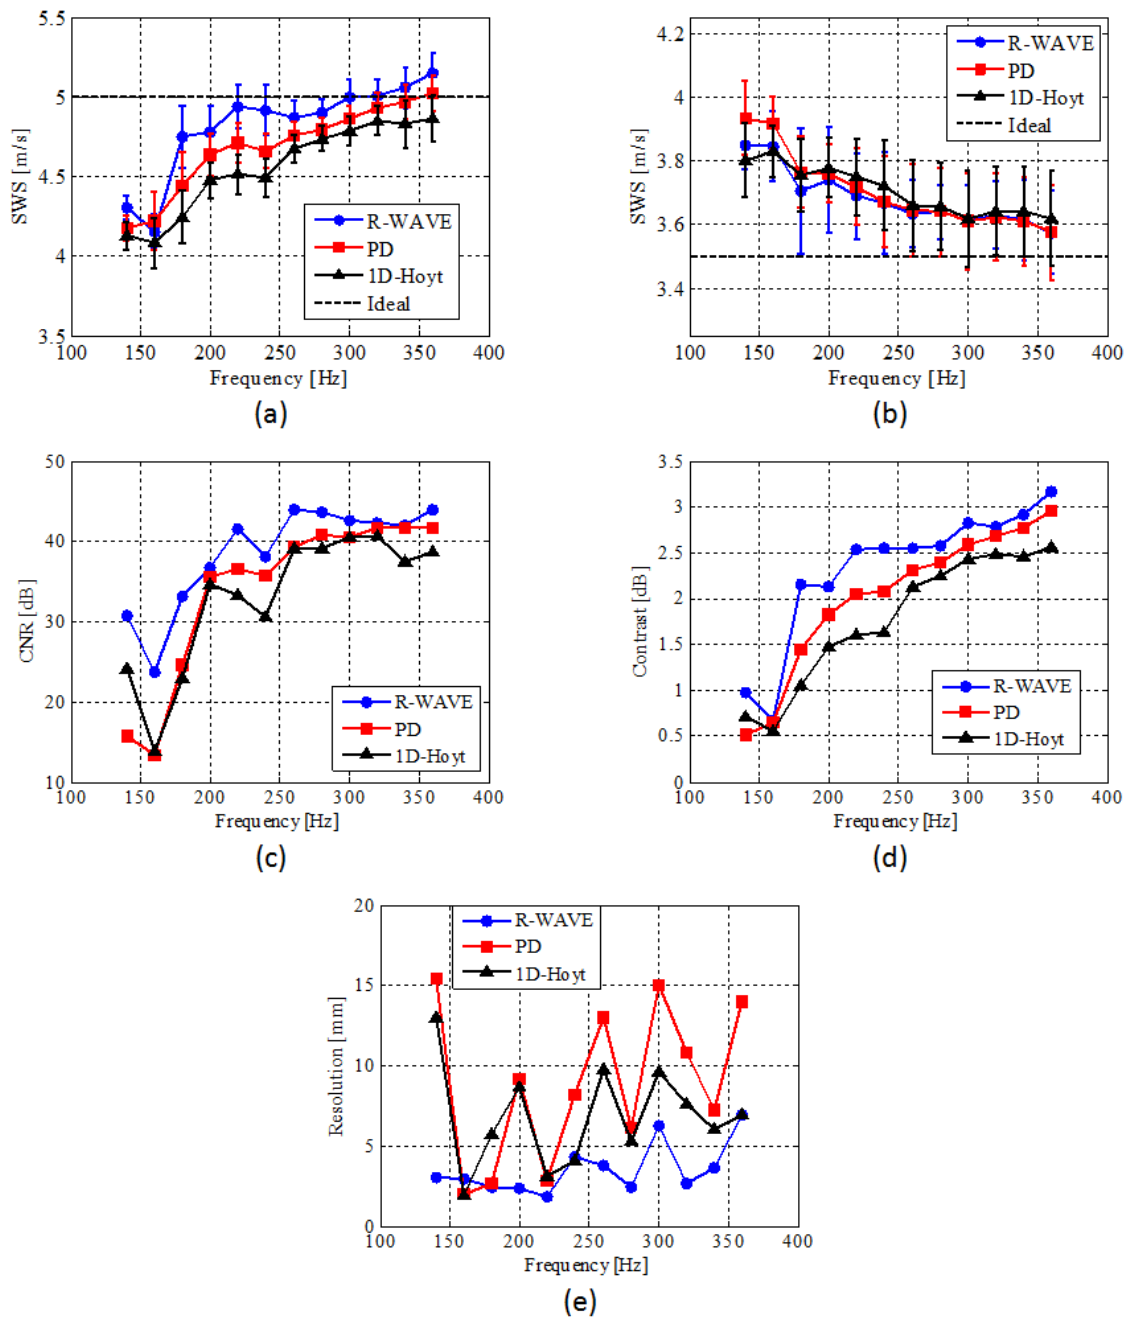 5.5
5
4.5
4
3.5
SWS [m/s]
R-WAVE
PD
1D-Hoyt
Ideal
100 150 200 250 300 350 400
Frequency [Hz]
(a)
4.2
4
3.8
3.6
3.4
SWS [m/s]
R-WAVE
PD
1D-Hoyt
Ideal
100 150 200 250 300 350 400
Frequency [Hz]
(b)
50
40
30
20
10
CNR [dB]
R-WAVE
PD
1D-Hoyt
100 150 200 250 300 350 400
Frequency [Hz]
(c)
3.5
3
2.5
2
1.5
1
0.5
0
Contrast [dB]
R-WAVE
PD
1D-Hoyt
100 150 200 250 300 350 400
Frequency [Hz]
(d)
20
15
10
5
0
Resolution [mm]
R-WAVE
PD
1D-Hoyt
100 150 200 250 300 350 400
Frequency [Hz]
(e)